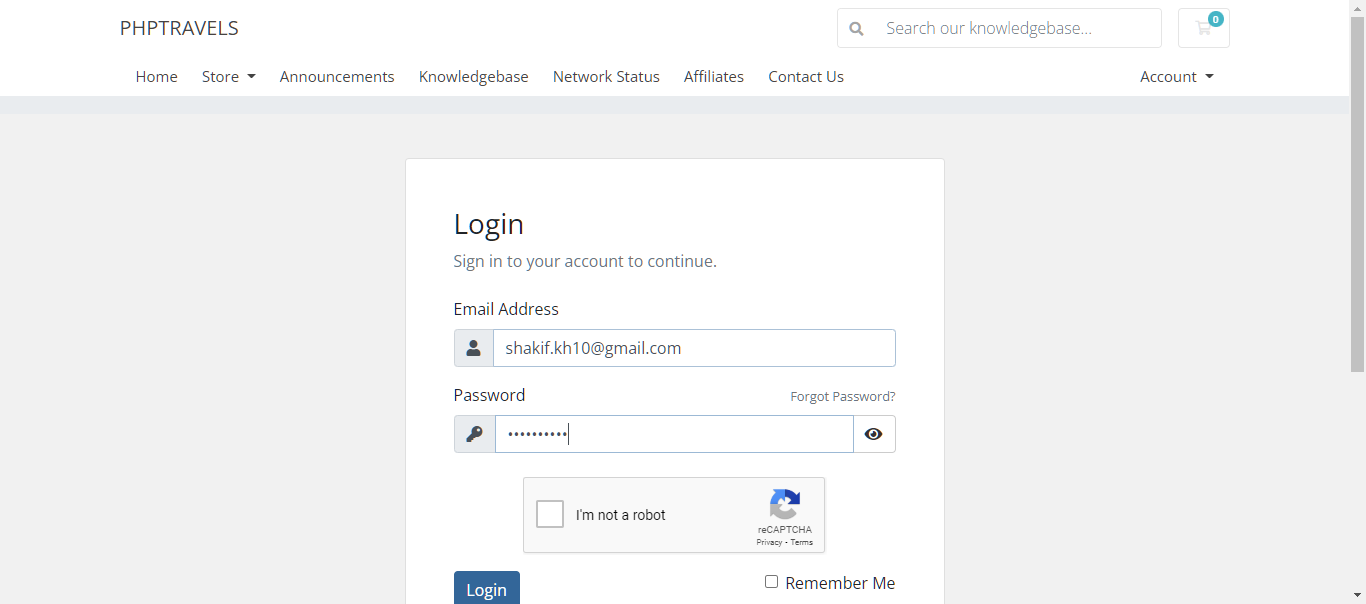 PHPTRAVELS
Search our knowledgebase...
0
Home Store Announcements Knowledgebase Network Status Affiliates Contact Us Account
Login
Sign in to your account to continue.
Email Address
shakif.kh10@gmail.com
Password Forgot Password?
••••••••••
I'm not a robot
reCAPTCHA
Privacy - Terms
Login Remember Me